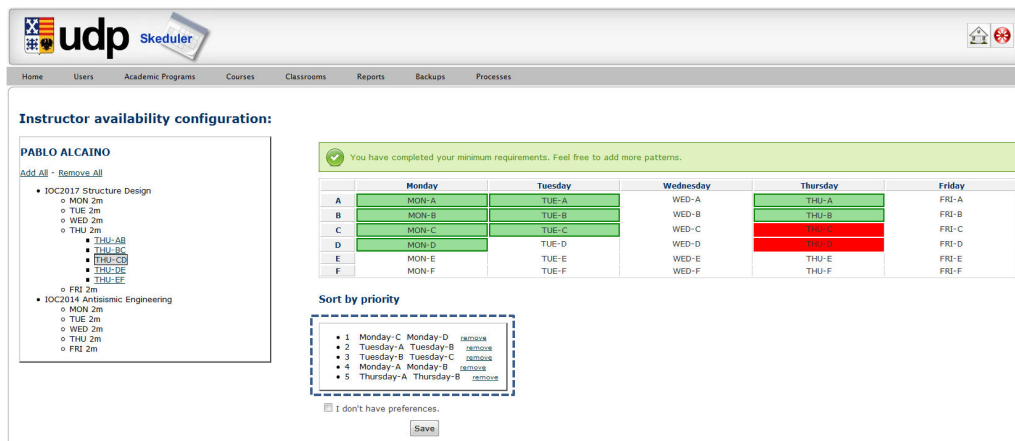 udp Skeduler
Home Users Academic Programs Courses Classrooms Reports Backups Processes
Instructor availability configuration:
PABLO ALCAINO
Add All - Remove All
IOC2017 Structure Design
MON 2m
TUE 2m
WED 2m
THU 2m
THU-AB
THU-BC
THU-CD
THU-DE
THU-EF
FRI 2m
IOC2014 Antisismic Engineering
MON 2m
TUE 2m
WED 2m
THU 2m
FRI 2m
You have completed your minimum requirements. Feel free to add more patterns.
Monday Tuesday Wednesday Thursday Friday
A MON-A TUE-A WED-A THU-A FRI-A
B MON-B TUE-B WED-B THU-B FRI-B
C MON-C TUE-C WED-C THU-C FRI-C
D MON-D TUE-D WED-D THU-D FRI-D
E MON-E TUE-E WED-E THU-E FRI-E
F MON-F TUE-F WED-F THU-F FRI-F
Sort by priority
1 Monday-C Monday-D remove
2 Tuesday-A Tuesday-B remove
3 Tuesday-B Tuesday-C remove
4 Monday-A Monday-B remove
5 Thursday-A Thursday-B remove
I don't have preferences.
Save